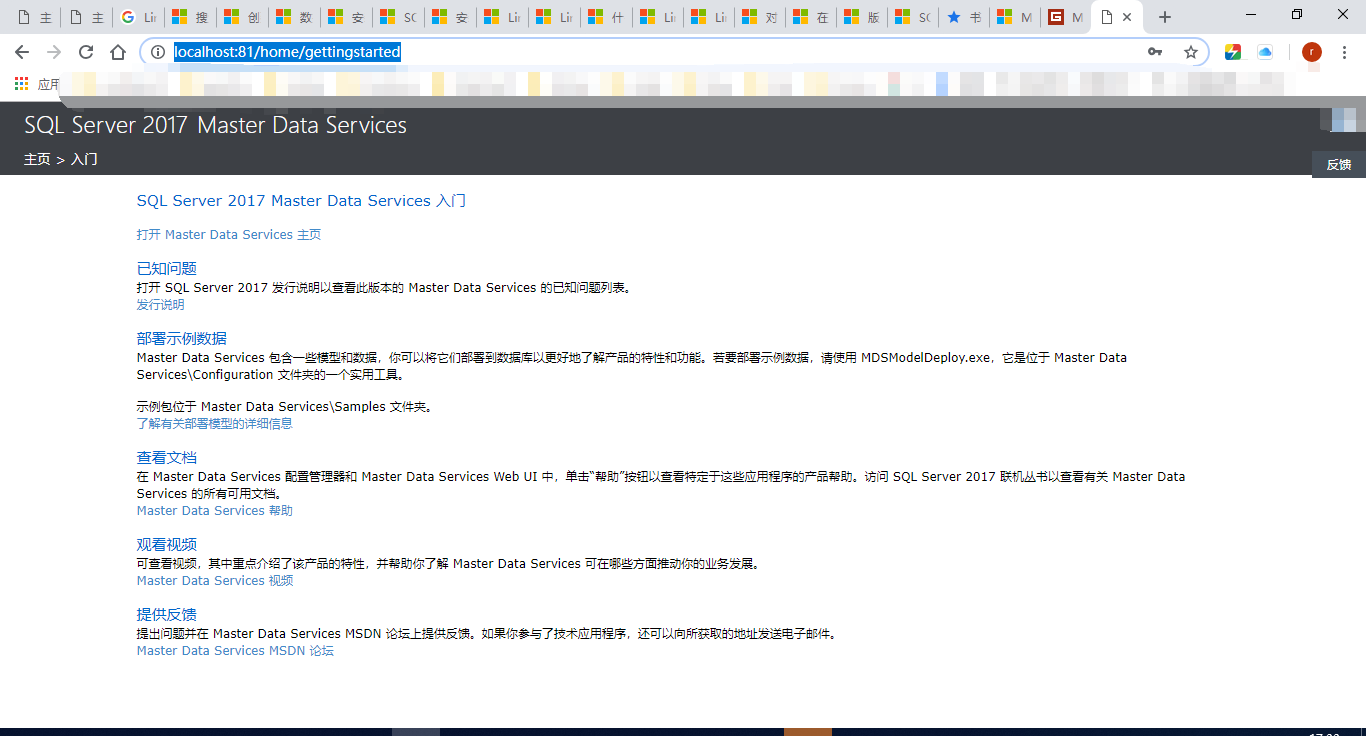 主 主 Lir 搜 创 数 安 SC 安 Lir Lir 什 Lir Lir 对 在 版 SC 书 M M
localhost:81/home/gettingstarted
r
应用
SQL Server 2017 Master Data Services
主页 > 入门
反馈
SQL Server 2017 Master Data Services 入门
打开 Master Data Services 主页
已知问题
打开 SQL Server 2017 发行说明以查看此版本的 Master Data Services 的已知问题列表。
发行说明
部署示例数据
Master Data Services 包含一些模型和数据，你可以将它们部署到数据库以更好地了解产品的特性和功能。若要部署示例数据，请使用 MDSModelDeploy.exe，它是位于 Master Data
Services\Configuration 文件夹的一个实用工具。
示例包位于 Master Data Services\Samples 文件夹。
了解有关部署模型的详细信息
查看文档
在 Master Data Services 配置管理器和 Master Data Services Web UI 中，单击“帮助”按钮以查看特定于这些应用程序的产品帮助。访问 SQL Server 2017 联机丛书以查看有关 Master Data
Services 的所有可用文档。
Master Data Services 帮助
观看视频
可查看视频，其中重点介绍了该产品的特性，并帮助你了解 Master Data Services 可在哪些方面推动你的业务发展。
Master Data Services 视频
提供反馈
提出问题并在 Master Data Services MSDN 论坛上提供反馈。如果你参与了技术应用程序，还可以向所获取的地址发送电子邮件。
Master Data Services MSDN 论坛